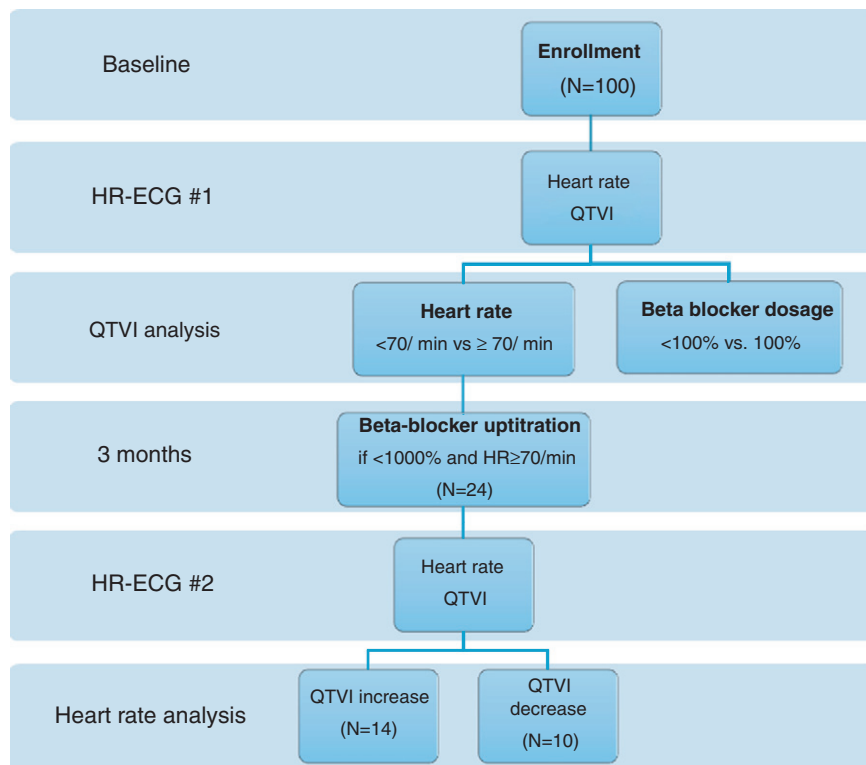 Baseline
Enrollment
(N=100)
HR-ECG #1
Heart rate
QTVI
QTVI analysis
Heart rate
<70/ min vs ≥ 70/ min
Beta blocker dosage
<100% vs. 100%
3 months
Beta-blocker uptitration
if <1000% and HR≥70/min
(N=24)
HR-ECG #2
Heart rate
QTVI
Heart rate analysis
QTVI increase
(N=14)
QTVI
decrease
(N=10)